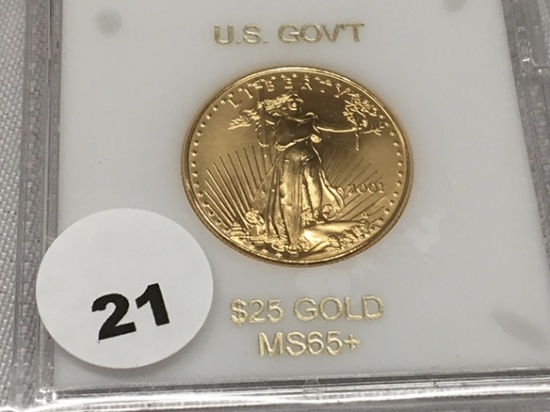 U.S. GOV'T
LIBERTY
2001
21
$25 GOLD
MS65+